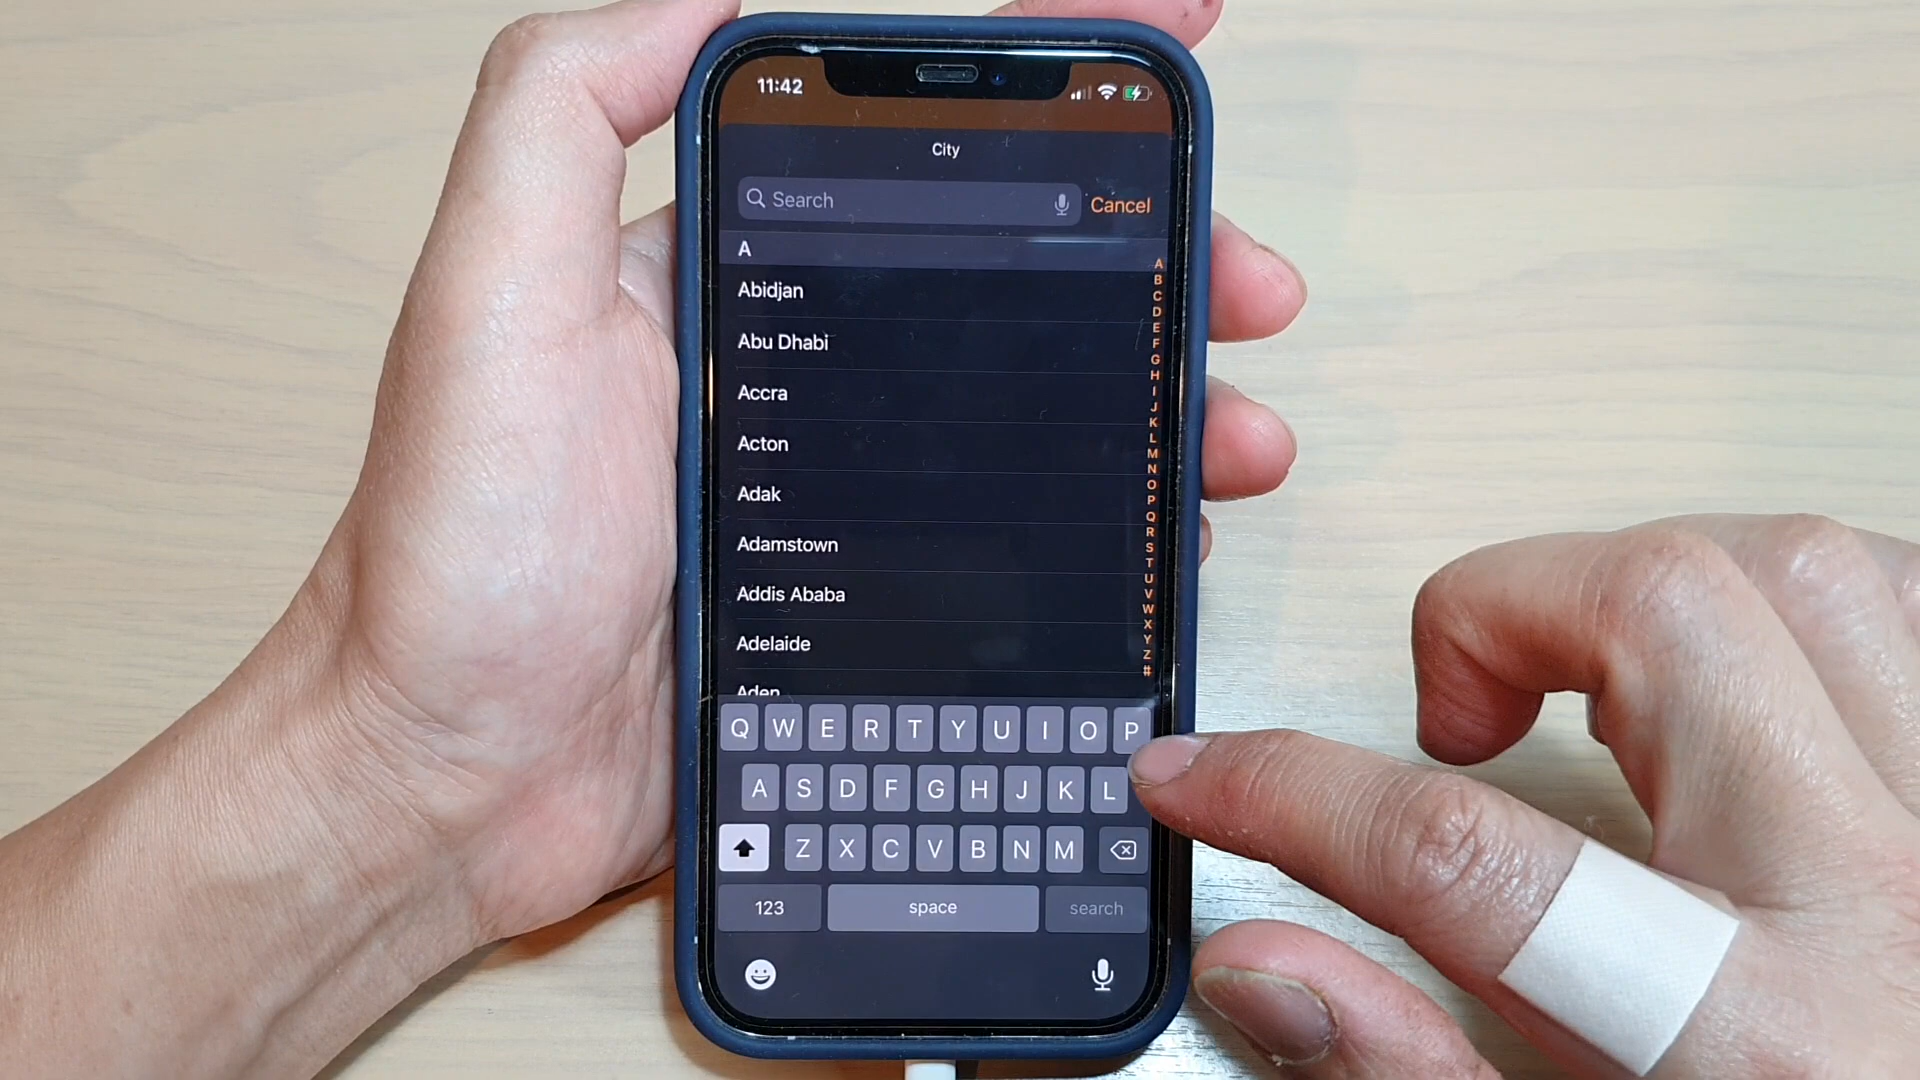 11:42
City
Search
Cancel
A
Abidjan
Abu Dhabi
Accra
Acton
Adak
Adamstown
Addis Ababa
Adelaide
Aden
A
B
C
D
E
F
G
H
I
J
K
L
M
N
O
P
Q
R
S
T
U
V
W
X
Y
Z
#
Q W E R T Y U I O P
A S D F G H J K L
Z X C V B N M
123 space search